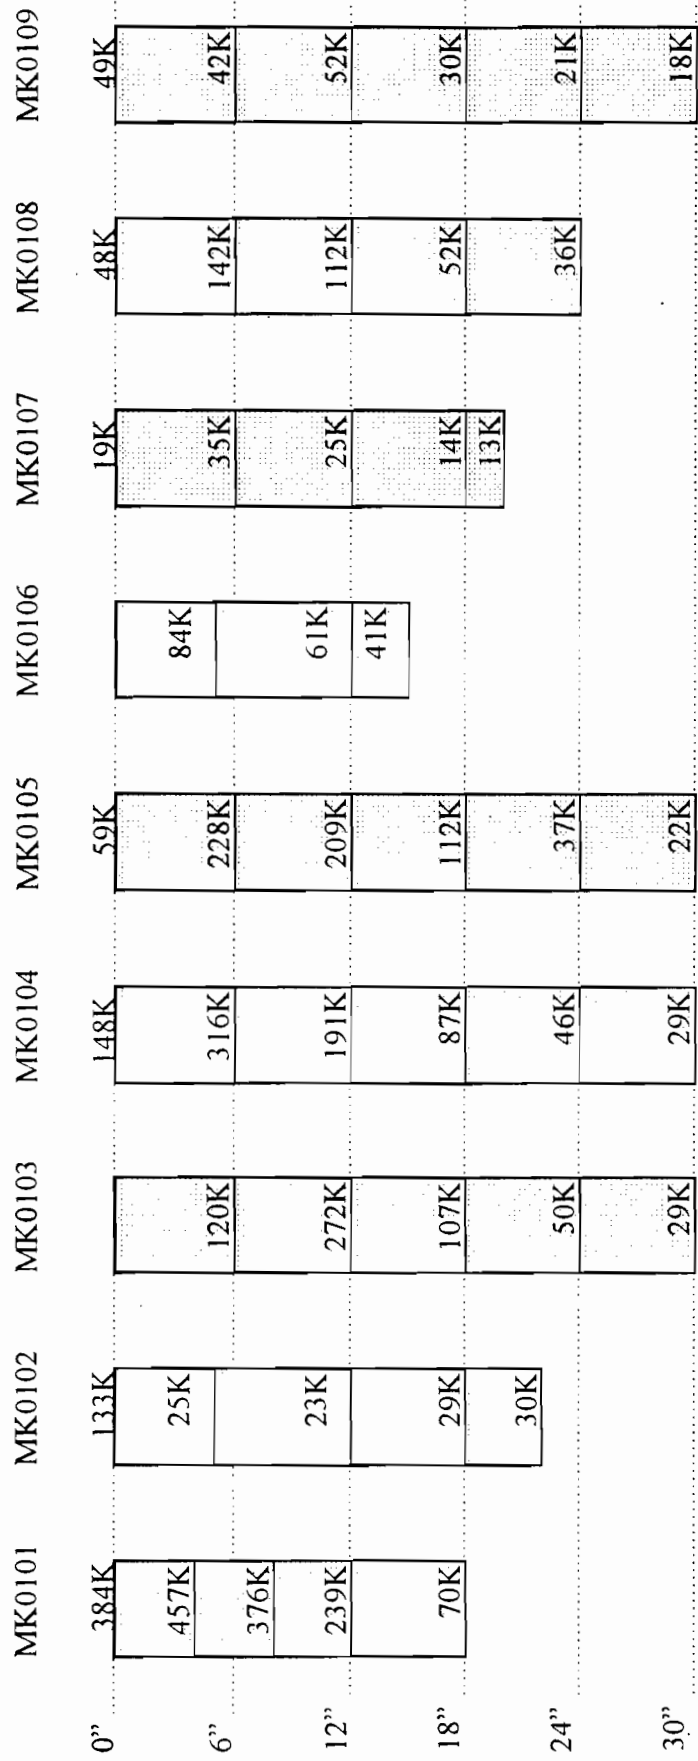 MK0101 MK0102 MK0103 MK0104 MK0105 MK0106 MK0107 MK0108 MK0109
384K 133K 148K 59K 19K 48K 49K
0”
457K 25K 84K
6” 120K 316K 228K 35K 142K 42K
376K
12” 239K 23K 272K 191K 209K 61K 25K 112K 52K
41K
18” 70K 29K 107K 87K 112K 14K 52K 30K
30K 13K
24” 50K 46K 37K 36K 21K
30” 29K 29K 22K 18K